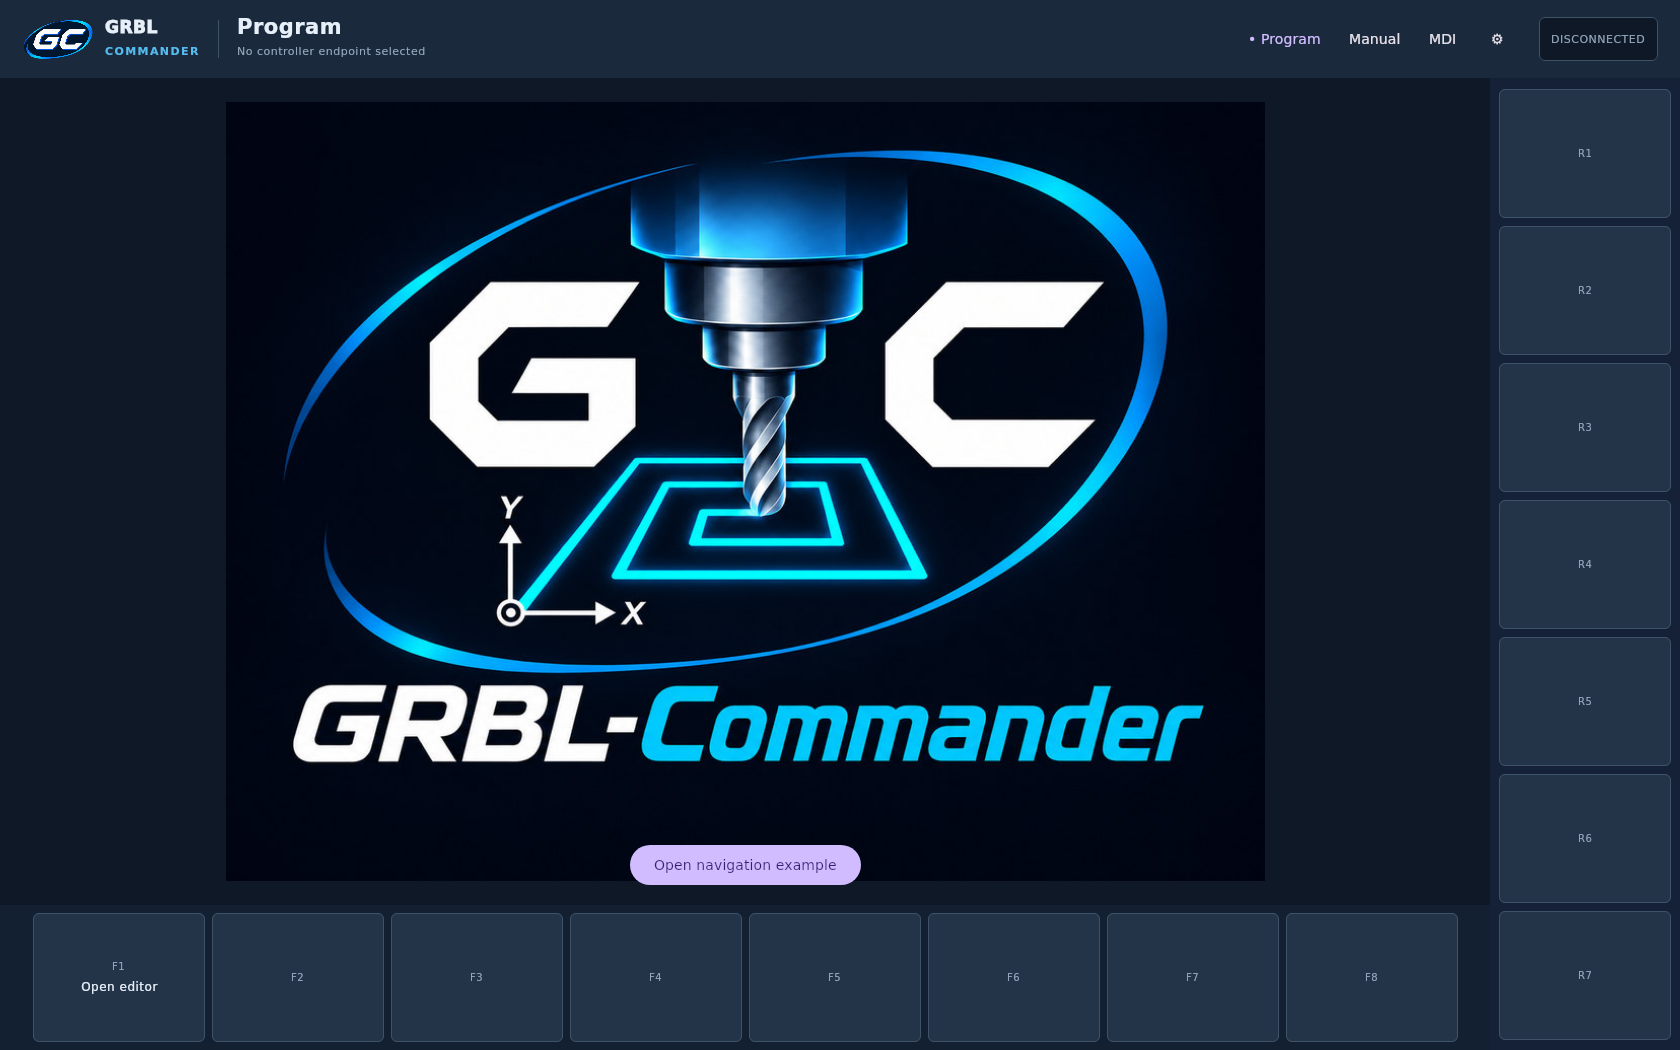 GC
GRBL
COMMANDER
Program
No controller endpoint selected
• Program
Manual
MDI
DISCONNECTED
G C
Y
X
GRBL-Commander
Open navigation example
R1
R2
R3
R4
R5
R6
R7
F1
Open editor
F2
F3
F4
F5
F6
F7
F8